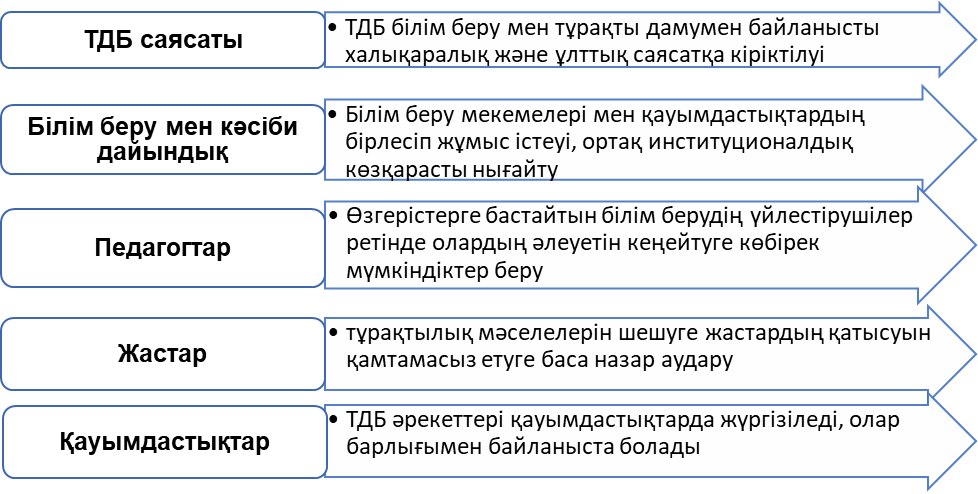 ТДБ саясаты
• ТДБ білім беру мен тұрақты дамумен байланысты
халықаралық және ұлттық саясатқа кіріктілуі
Білім беру мен кәсіби
дайындық
• Білім беру мекемелері мен қауымдастықтардың
бірлесіп жұмыс істеуі, ортақ институционалдық
көзқарасты нығайту
Педагогтар
• Өзгерістерге бастайтын білім берудің үйлестірушілер
ретінде олардың әлеуетін кеңейтуге көбірек
мүмкіндіктер беру
Жастар
• тұрақтылық мәселелерін шешуге жастардың қатысуын
қамтамасыз етуге баса назар аудару
Қауымдастықтар
• ТДБ әрекеттері қауымдастықтарда жүргізіледі, олар
барлығымен байланыста болады